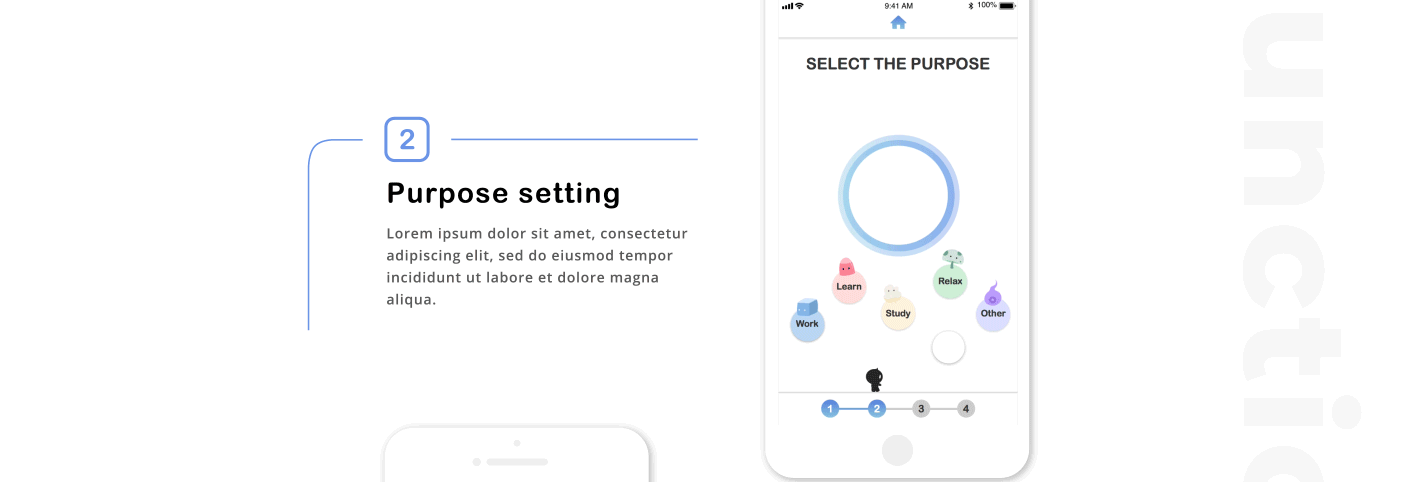 2
Purpose setting
Lorem ipsum dolor sit amet, consectetur
adipiscing elit, sed do eiusmod tempor
incididunt ut labore et dolore magna
aliqua.
9:41 AM
100%
SELECT THE PURPOSE
Learn
Relax
Work
Study
Other
1
2
3
4
unctio